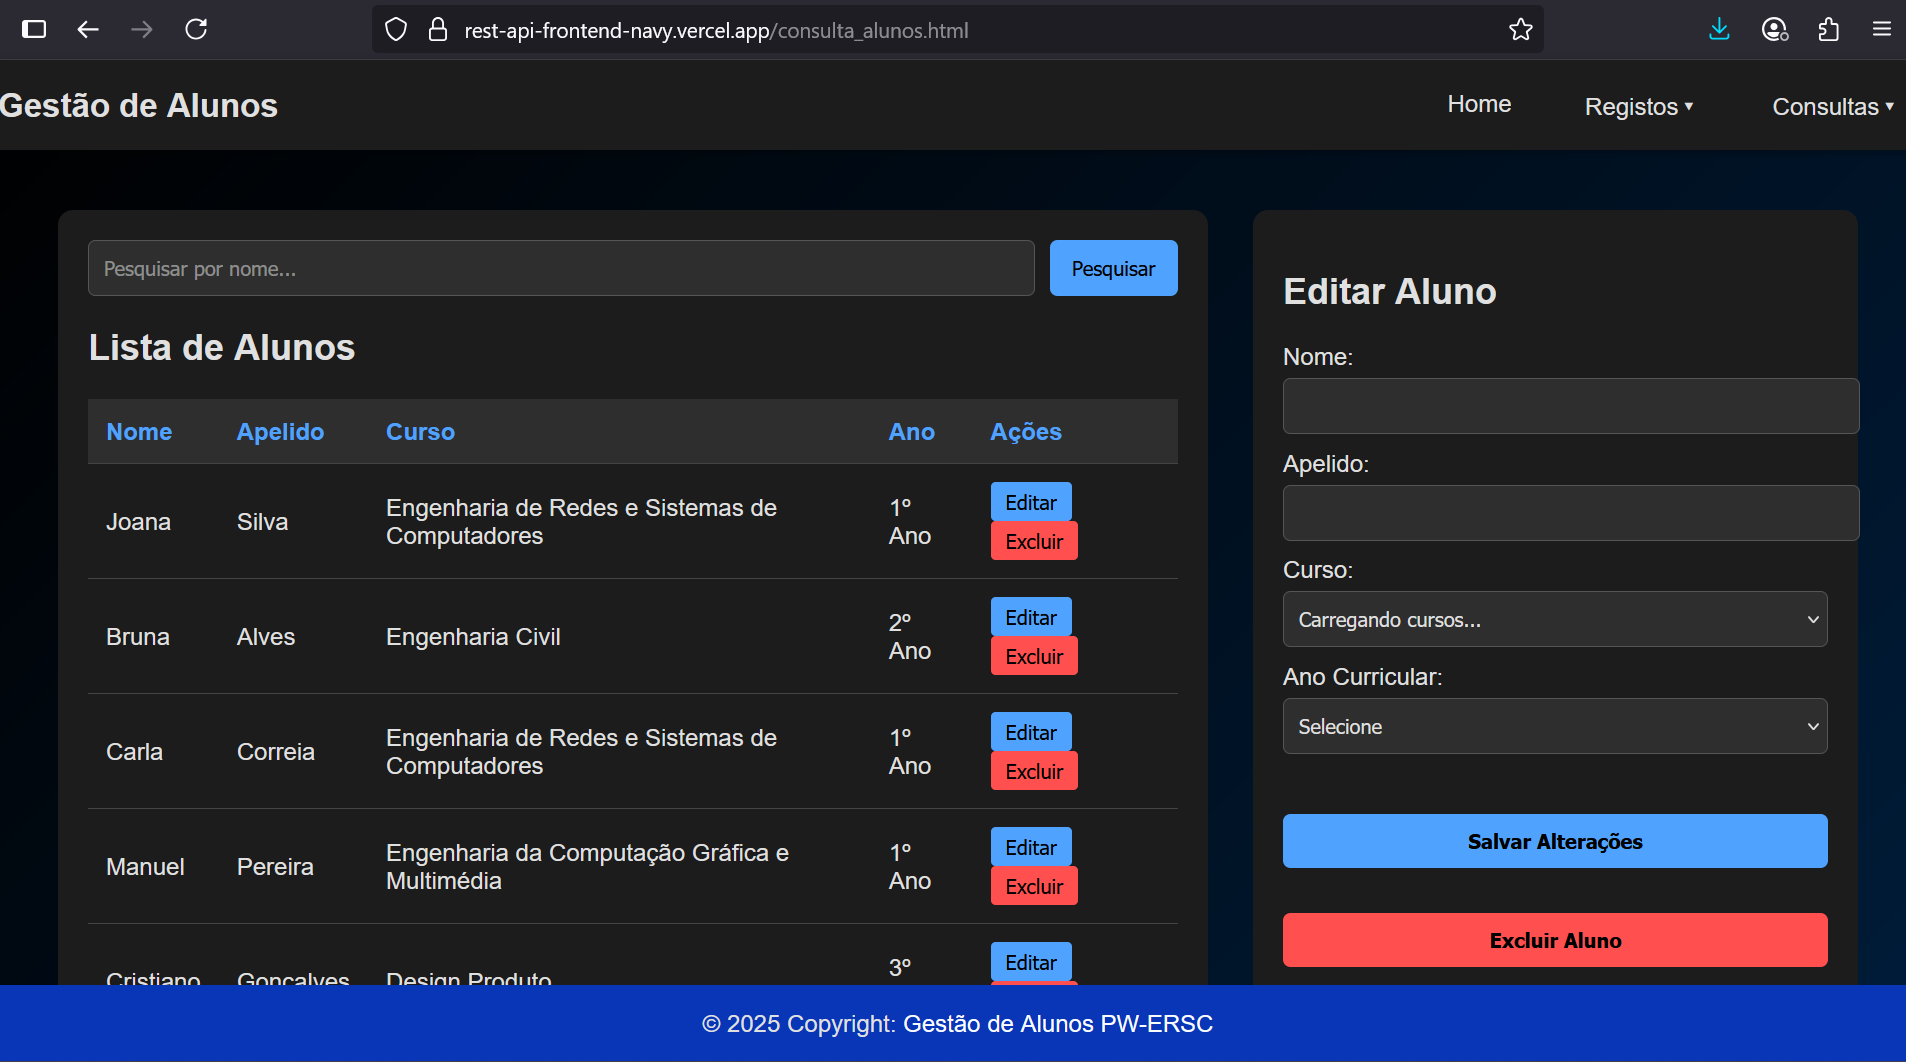 rest-api-frontend-navy.vercel.app/consulta_alunos.html
Gestão de Alunos
Home
Registos ▾
Consultas ▾
Pesquisar por nome...
Pesquisar
Lista de Alunos
Nome Apelido Curso Ano Ações
Joana Silva Engenharia de Redes e Sistemas de
Computadores
1º
Ano
Editar
Excluir
Bruna Alves Engenharia Civil
2º
Ano
Editar
Excluir
Carla Correia Engenharia de Redes e Sistemas de
Computadores
1º
Ano
Editar
Excluir
Manuel Pereira Engenharia da Computação Gráfica e
Multimédia
1º
Ano
Editar
Excluir
Cristiano Gonçalves Design Produto
3º
Editar
Editar Aluno
Nome:
Apelido:
Curso:
Carregando cursos...
Ano Curricular:
Selecione
Salvar Alterações
Excluir Aluno
© 2025 Copyright: Gestão de Alunos PW-ERSC